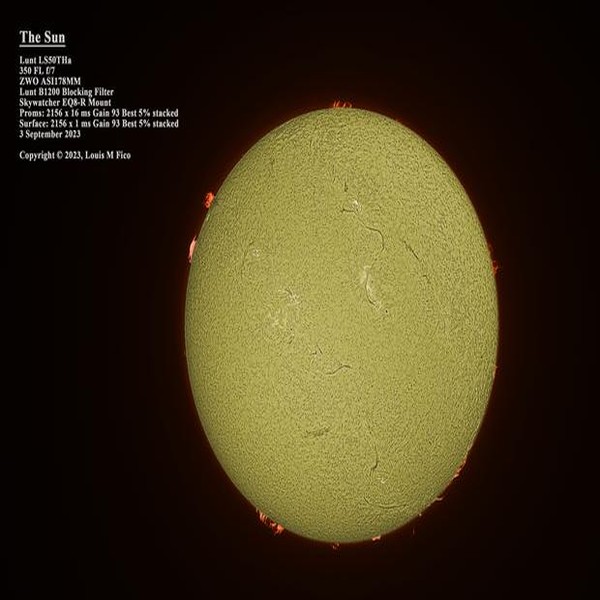 The Sun
Lunt LS50THa
350 FL f/7
ZWO ASI178MM
Lunt B1200 Blocking Filter
Skywatcher EQ8-R Mount
Proms: 2156 x 16 ms Gain 93 Best 5% stacked
Surface: 2156 x 1 ms Gain 93 Best 5% stacked
3 September 2023
Copyright © 2023, Louis M Fico